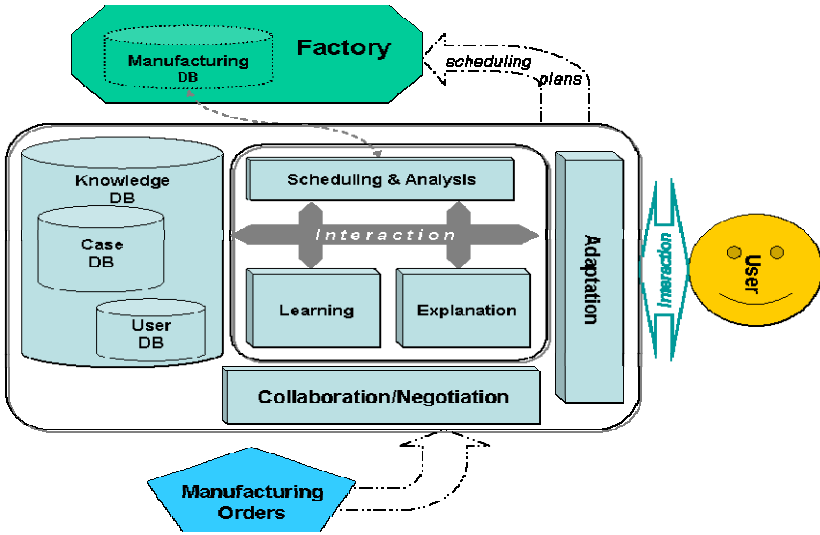 Factory
Manufacturing
DB
scheduling
plans
Knowledge
DB
Case
DB
User
DB
Scheduling & Analysis
Interaction
Learning
Explanation
Adaptation
Interaction
User
Collaboration/Negotiation
Manufacturing
Orders